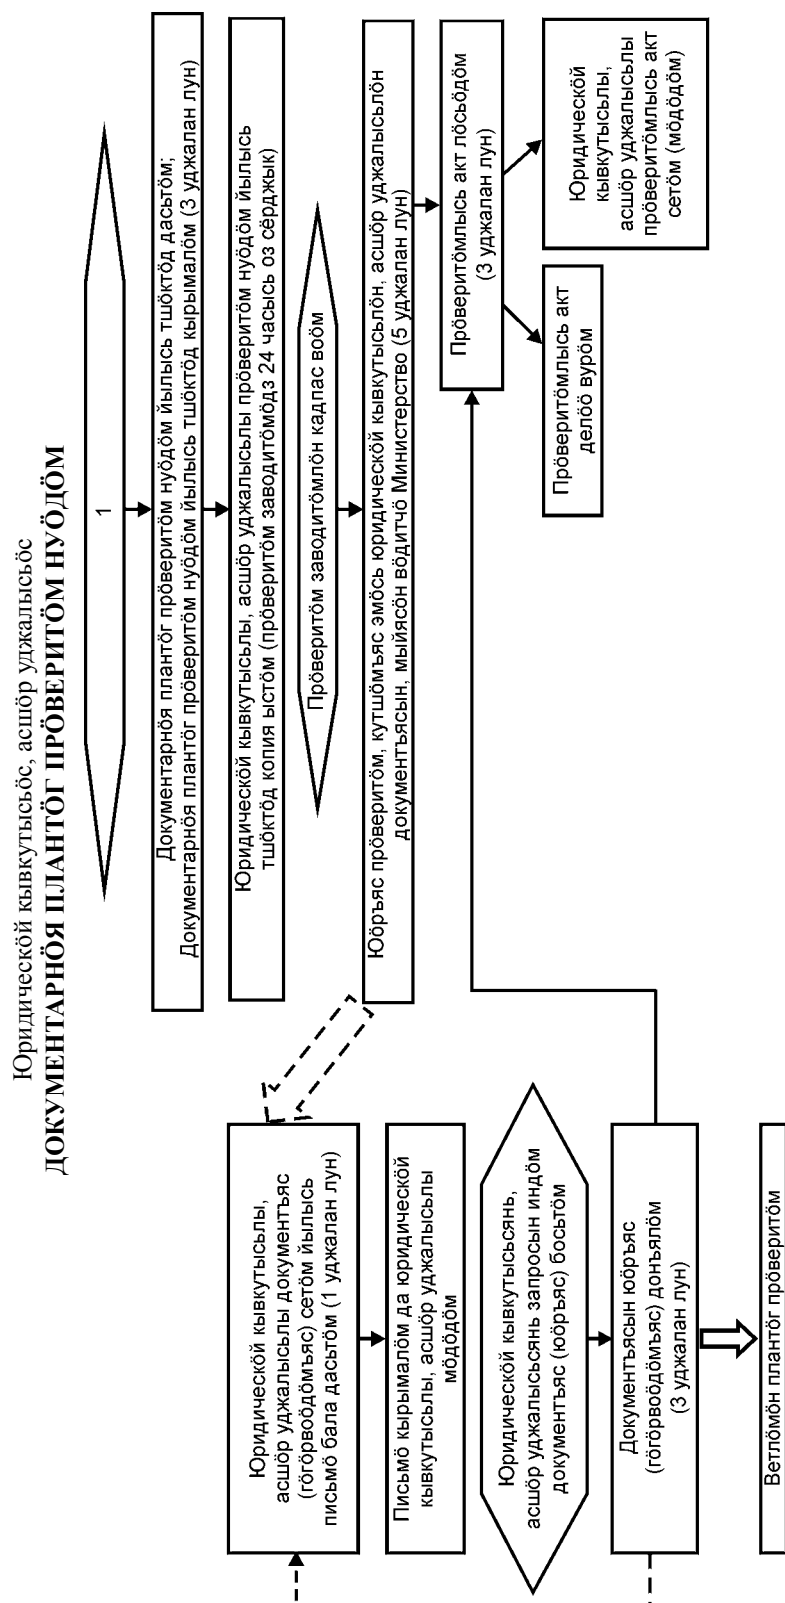 Юридическӧй кывкутысьӧс, асшӧр уджалысьӧс
ДОКУМЕНТАРНӦЯ ПЛАНТӦГ ПРӦВЕРИТӦМ НУӦДӦМ
1
Документарнӧя плантӧг прӧверитӧм нуӧдӧм йылысь тшӧктӧд дасьтӧм;
Документарнӧя плантӧг прӧверитӧм нуӧдӧм йылысь тшӧктӧд кырымалӧм (3 уджалан лун)
Юридическӧй кывкутысьлы, асшӧр уджалысьлы прӧверитӧм нуӧдӧм йылысь
тшӧктӧд копия ыстӧм (прӧверитӧм заводитӧмӧдз 24 часысь оз сёрджык)
Прӧверитӧм заводитӧмлӧн кадпас воӧм
Юӧръяс прӧверитӧм, кутшӧмъяс эмӧсь юридическӧй кывкутысьлӧн, асшӧр уджалысьлӧн
документъясын, мыйясӧн вӧдитчӧ Министерство (5 уджалан лун)
Прӧверитӧмлысь акт лӧсьӧдӧм
(3 уджалан лун)
Прӧверитӧмлысь акт
делӧӧ вурӧм
Юридическӧй
кывкутысьлы,
асшӧр уджалысьлы
прӧверитӧмлысь акт
сетӧм (мӧдӧдӧм)
Юридическӧй кывкутысьлы,
асшӧр уджалысьлы документъяс
(гӧгӧрвоӧдӧмъяс) сетӧм йылысь
письмӧ бала дасьтӧм (1 уджалан лун)
Письмӧ кырымалӧм да юридическӧй
кывкутысьлы, асшӧр уджалысьлы
мӧдӧдӧм
Юридическӧй кывкутысьсянь,
асшӧр уджалысьсянь запросын индӧм
документъяс (юӧръяс) босьтӧм
Документъясын юӧръяс
(гӧгӧрвоӧдӧмъяс) донъялӧм
(3 уджалан лун)
Ветлӧмӧн плантӧг прӧверитӧм